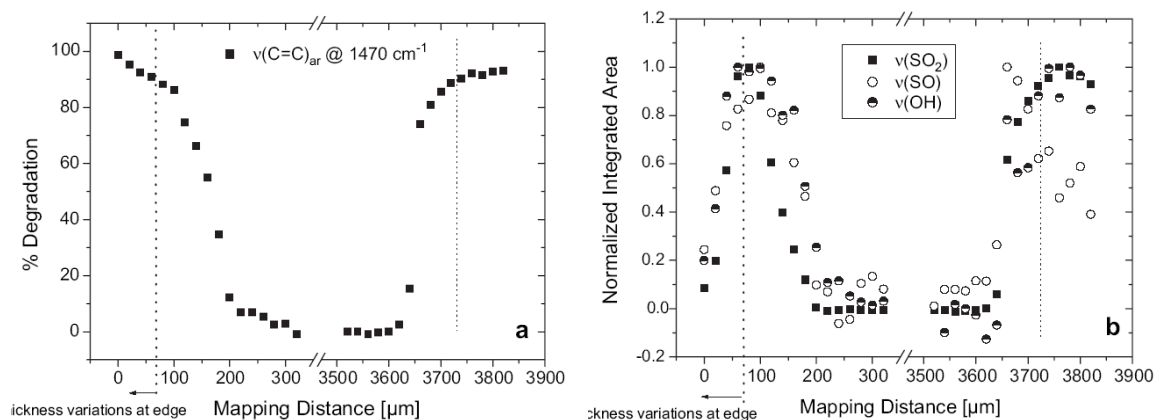 ν(C=C)ar @ 1470 cm-1
% Degradation
100
80
60
40
20
0
a
0 100 200 300 3500 3600 3700 3800 3900
ickness variations at edge
Mapping Distance [μm]
ν(SO2)
ν(SO)
ν(OH)
Normalized Integrated Area
1.2
1.0
0.8
0.6
0.4
0.2
0.0
-0.2
b
0 100 200 300 3500 3600 3700 3800 3900
ckness variations at edge
Mapping Distance [μm]